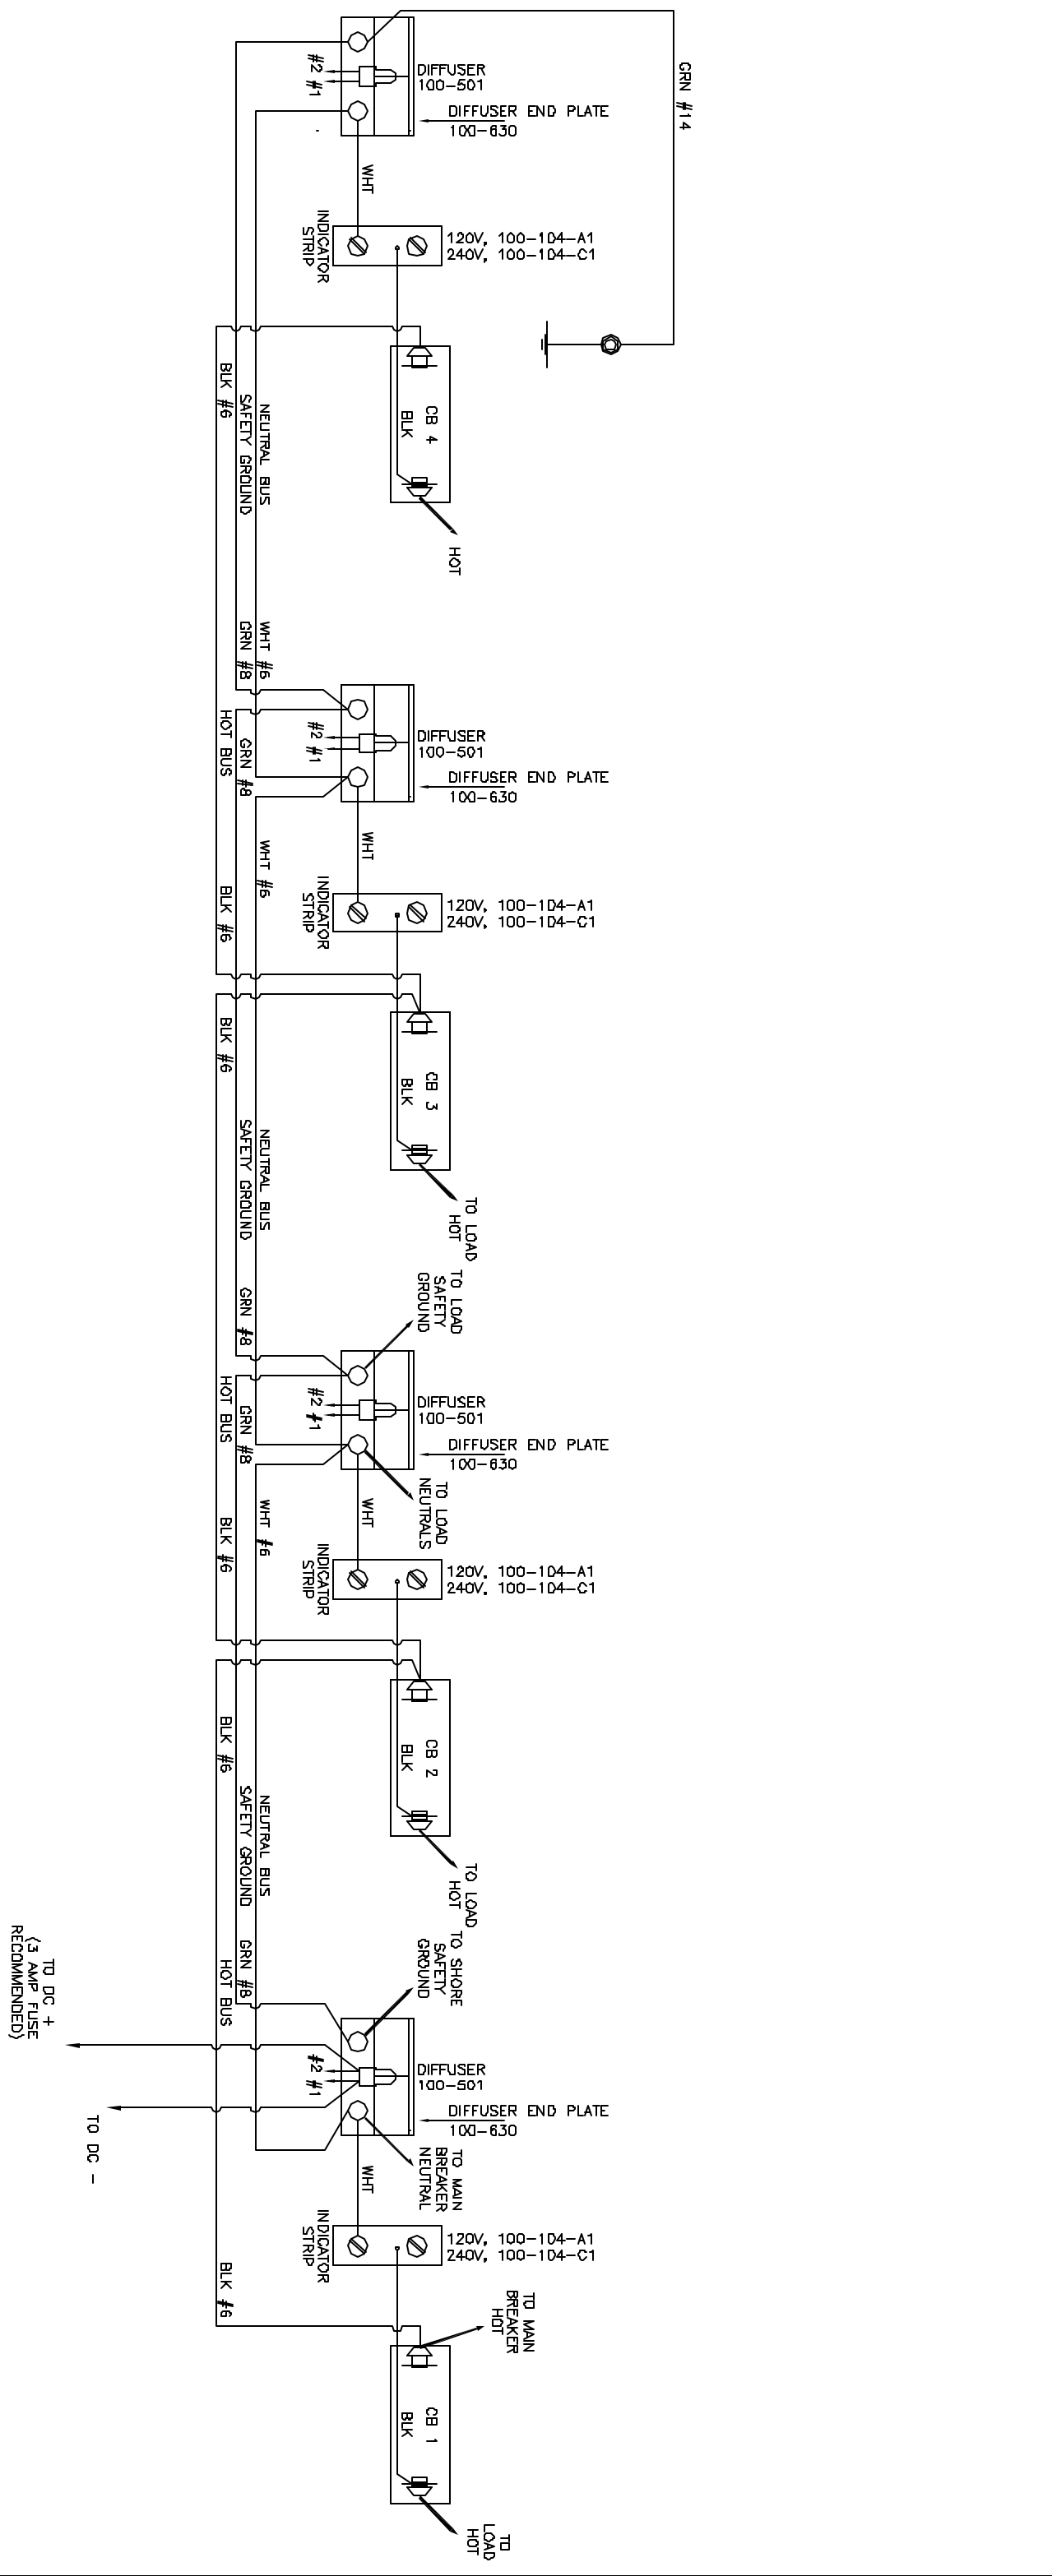 GRN #14
DIFFUSER
100-501
#2
#1
DIFFUSER END PLATE
100-630
WHT
INDICATOR
STRIP
120V, 100-1D4-A1
240V, 100-1D4-C1
BLK #6
SAFETY GROUND
NEUTRAL BUS
CB 4
BLK
HOT
WHT #6
GRN #8
DIFFUSER
100-501
#2
#1
HOT BUS
GRN #8
DIFFUSER END PLATE
100-630
WHT
WHT #6
BLK #6
INDICATOR
STRIP
120V, 100-1D4-A1
240V, 100-1D4-C1
BLK #6
CB 3
BLK
SAFETY GROUND
NEUTRAL BUS
TO LOAD
HOT
TO LOAD
SAFETY
GROUND
GRN #8
DIFFUSER
100-501
#2
#1
HOT BUS
GRN #8
DIFFUSER END PLATE
100-630
TO LOAD
NEUTRALS
WHT
WHT #6
BLK #6
INDICATOR
STRIP
120V, 100-1D4-A1
240V, 100-1D4-C1
BLK #6
CB 2
BLK
SAFETY GROUND
NEUTRAL BUS
TO LOAD
HOT
TO SHORE
SAFETY
GROUND
GRN #8
HOT BUS
TO DC +
(3 AMP FUSE
RECOMMENDED)
DIFFUSER
100-501
#2
#1
DIFFUSER END PLATE
100-630
TO DC -
TO MAIN
BREAKER
NEUTRAL
WHT
INDICATOR
STRIP
120V, 100-1D4-A1
240V, 100-1D4-C1
BLK #6
TO MAIN
BREAKER
HOT
CB 1
BLK
TO
LOAD
HOT